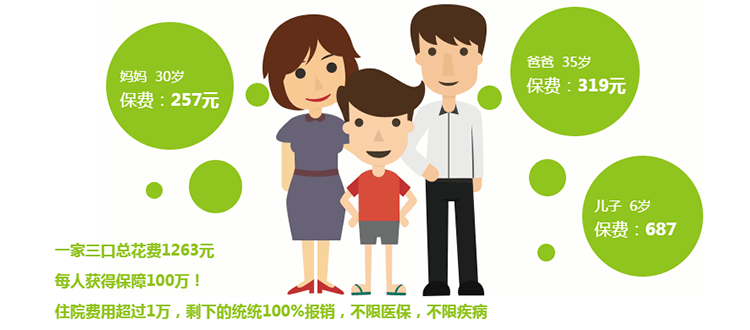 妈妈 30岁
保费：257元
爸爸 35岁
保费：319元
儿子 6岁
保费：687
一家三口总花费1263元
每人获得保障100万！
住院费用超过1万，剩下的统统100%报销，不限医保，不限疾病